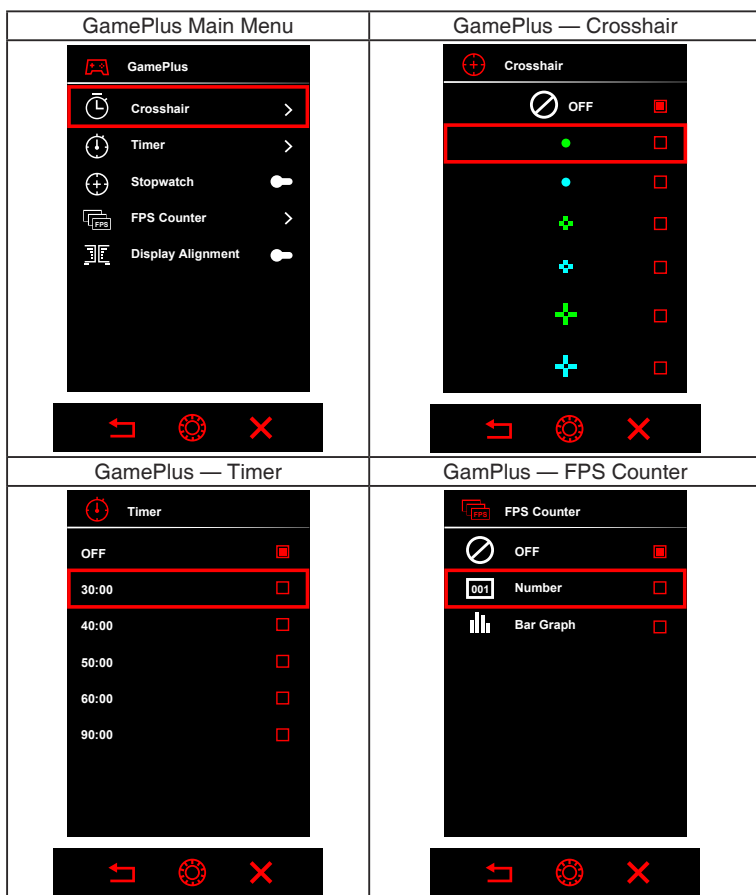 GamePlus Main Menu
GamePlus — Crosshair
GamePlus
Crosshair
Timer
Stopwatch
FPS
FPS Counter
Display Alignment
Crosshair
OFF
GamePlus — Timer
GamPlus — FPS Counter
Timer
OFF
30:00
40:00
50:00
60:00
90:00
FPS
FPS Counter
OFF
001
Number
Bar Graph